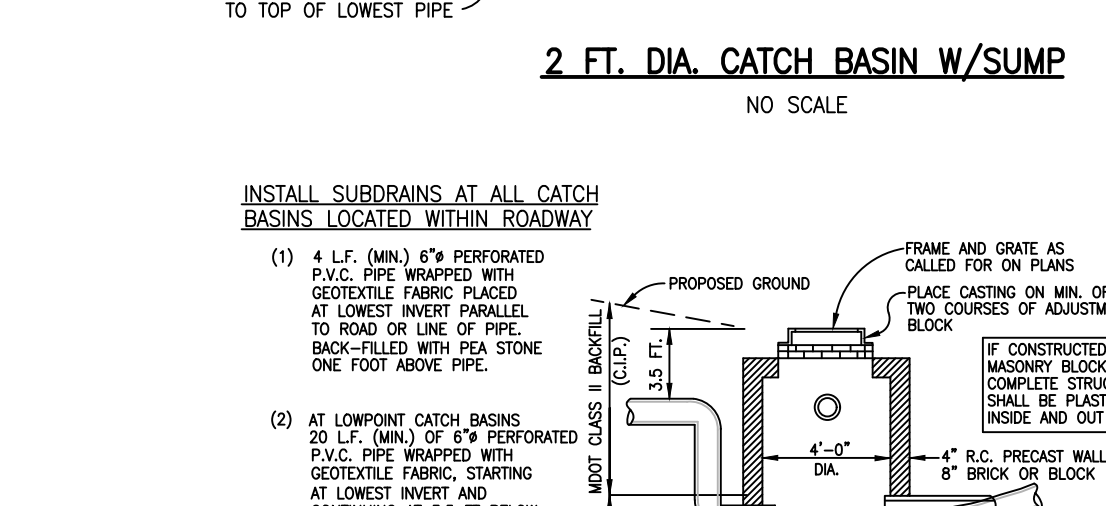 TO TOP OF LOWEST PIPE
2 FT. DIA. CATCH BASIN W/SUMP
NO SCALE
INSTALL SUBDRAINS AT ALL CATCH
BASINS LOCATED WITHIN ROADWAY
(1) 4 L.F. (MIN.) 6"ø PERFORATED
P.V.C. PIPE WRAPPED WITH
GEOTEXTILE FABRIC PLACED
AT LOWEST INVERT PARALLEL
TO ROAD OR LINE OF PIPE.
BACK-FILLED WITH PEA STONE
ONE FOOT ABOVE PIPE.
(2) AT LOWPOINT CATCH BASINS
20 L.F. (MIN.) OF 6"ø PERFORATED
P.V.C. PIPE WRAPPED WITH
GEOTEXTILE FABRIC, STARTING
AT LOWEST INVERT AND
PROPOSED GROUND
MDOT CLASS II BACKFILL
(C.I.P.)
3.5 FT.
FRAME AND GRATE AS
CALLED FOR ON PLANS
PLACE CASTING ON MIN. OF
TWO COURSES OF ADJUSTM
BLOCK
IF CONSTRUCTED
MASONRY BLOCK
COMPLETE STRUC
SHALL BE PLAST
INSIDE AND OUT
4'-0"
DIA.
4" R.C. PRECAST WALL
8" BRICK OR BLOCK